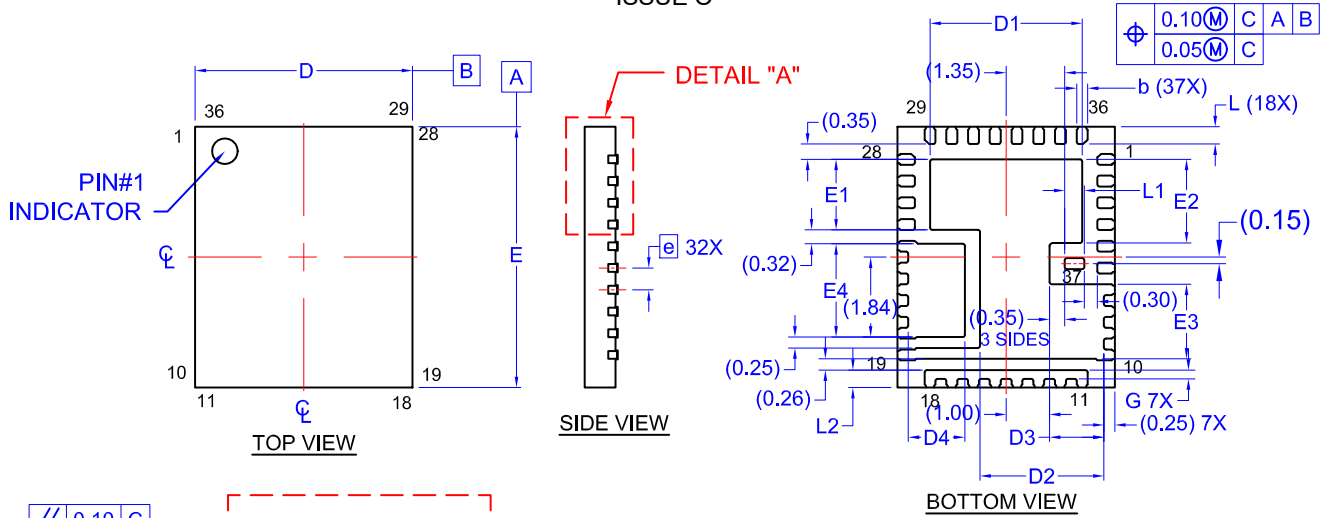 ISSUE C
0.10Ⓜ C A B
0.05Ⓜ C
D
B
A
DETAIL "A"
D1
(1.35)
b (37X)
36
29
1
28
29
36
L (18X)
(0.35)
28
1
PIN#1
INDICATOR
E1
L1
E2
(0.15)
E
e 32X
(0.32)
37
E4
(1.84)
(0.30)
(0.35)
3 SIDES
E3
10
19
11
18
(0.25)
19
10
(0.26)
18
11
G 7X
L2
(1.00)
(0.25) 7X
D4
D3
D2
TOP VIEW
SIDE VIEW
BOTTOM VIEW